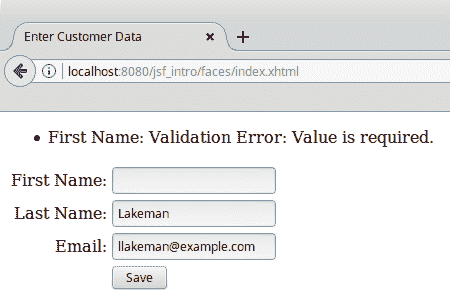 Enter Customer Data
localhost:8080/jsf_intro/faces/index.xhtml
First Name: Validation Error: Value is required.
First Name:
Last Name: Lakeman
Email: llakeman@example.com
Save